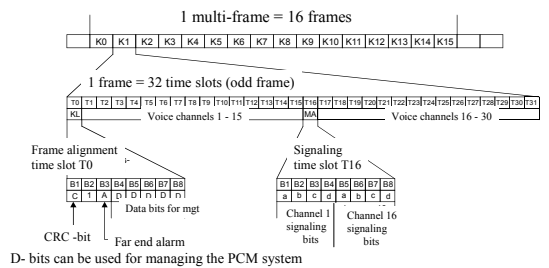 1 multi-frame = 16 frames
K0 K1 K2 K3 K4 K5 K6 K7 K8 K9 K10 K11 K12 K13 K14 K15
1 frame = 32 time slots (odd frame)
T0 T1 T2 T3 T4 T5 T6 T7 T8 T9 T10 T11 T12 T13 T14 T15 T16 T17 T18 T19 T20 T21 T22 T23 T24 T25 T26 T27 T28 T29 T30 T31
KL Voice channels 1 - 15 MA Voice channels 16 - 30
Frame alignment
time slot T0
Signaling
time slot T16
B1 B2 B3 B4 B5 B6 B7 B8
C 1 A D D D D D
Data bits for mgt
CRC -bit
Far end alarm
B1 B2 B3 B4 B5 B6 B7 B8
a b c d a b c d
Channel 1
signaling
bits
Channel 16
signaling
bits
D- bits can be used for managing the PCM system